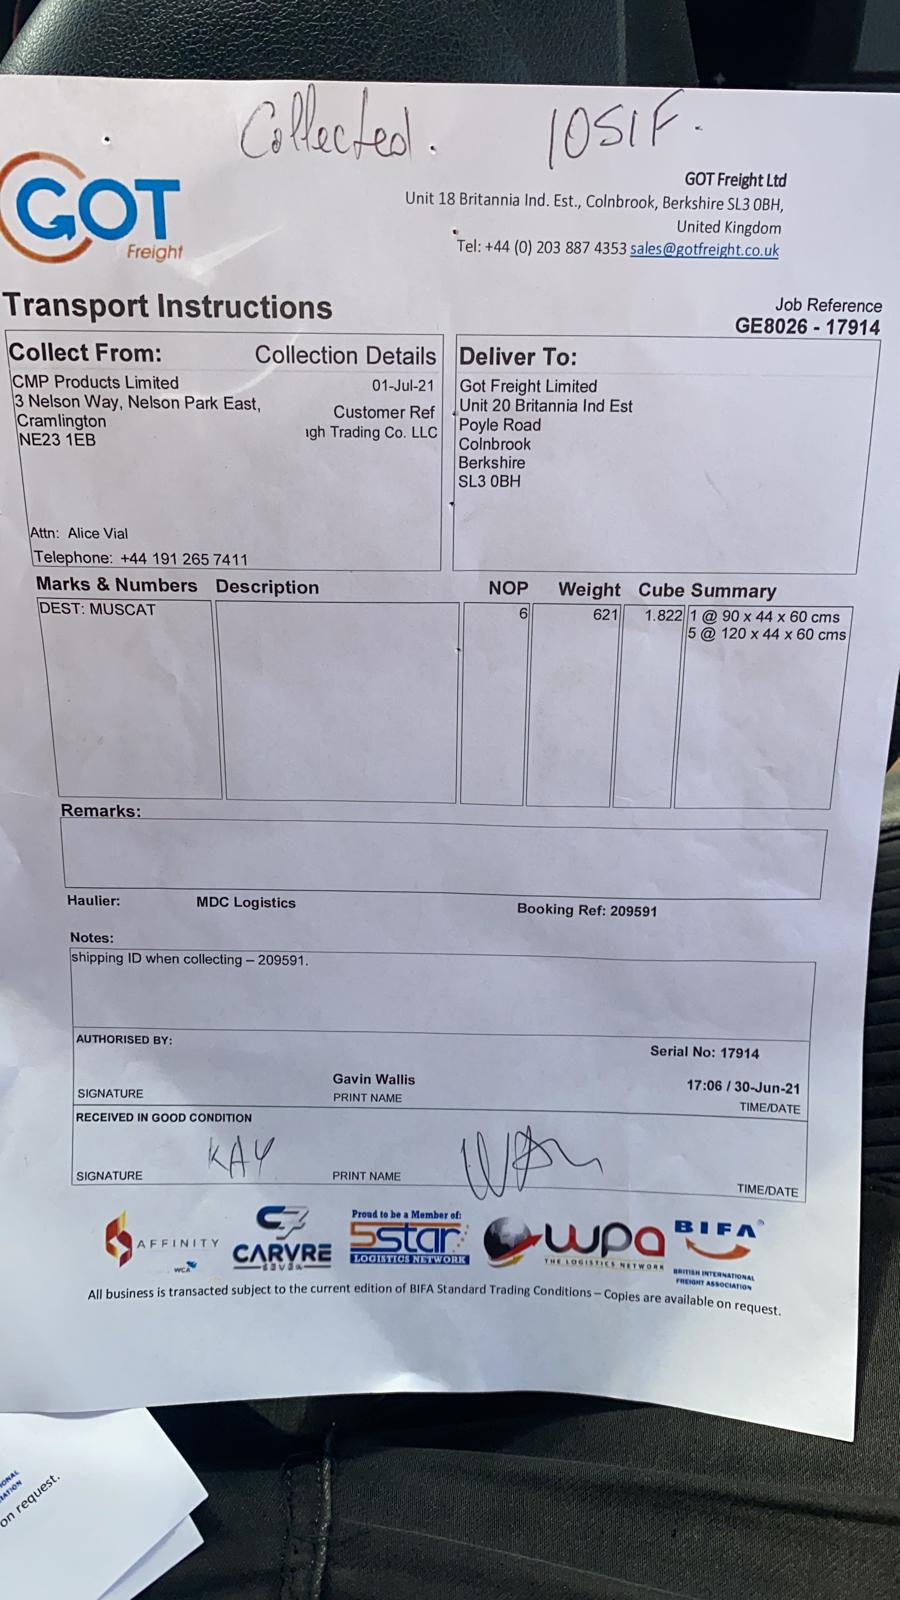 Collected. IOSIF.
GOT
Freight
GOT Freight Ltd
Unit 18 Britannia Ind. Est., Colnbrook, Berkshire SL3 0BH,
United Kingdom
Tel: +44 (0) 203 887 4353 sales@gotfreight.co.uk
Transport Instructions
Job Reference
GE8026 - 17914
Collect From: Collection Details
CMP Products Limited
3 Nelson Way, Nelson Park East,
Cramlington
NE23 1EB
01-Jul-21
Customer Ref
igh Trading Co. LLC
Attn: Alice Vial
Telephone: +44 191 265 7411
Deliver To:
Got Freight Limited
Unit 20 Britannia Ind Est
Poyle Road
Colnbrook
Berkshire
SL3 0BH
Marks & Numbers Description NOP Weight Cube Summary
DEST: MUSCAT 6 621 1.822 1 @ 90 x 44 x 60 cms
5 @ 120 x 44 x 60 cms
Remarks:
Haulier: MDC Logistics Booking Ref: 209591
Notes:
shipping ID when collecting – 209591.
AUTHORISED BY:
Serial No: 17914
Gavin Wallis 17:06 / 30-Jun-21
SIGNATURE PRINT NAME TIME/DATE
RECEIVED IN GOOD CONDITION
KAY
SIGNATURE PRINT NAME TIME/DATE
AFFINITY
WCA
CARVRE
SEVEN
Proud to be a Member of:
5star
LOGISTICS NETWORK
wpa
THE LOGISTICS NETWORK
BIFA
BRITISH INTERNATIONAL
FREIGHT ASSOCIATION
All business is transacted subject to the current edition of BIFA Standard Trading Conditions – Copies are available on request.
on request.